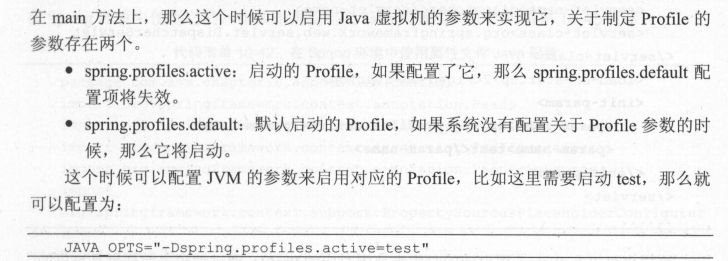 在 main 方法上，那么这个时候可以启用 Java 虚拟机的参数来实现它，关于制定 Profile 的
参数存在两个。
● spring.profiles.active：启动的 Profile，如果配置了它，那么 spring.profiles.default 配
置项将失效。
● spring.profiles.default：默认启动的 Profile，如果系统没有配置关于 Profile 参数的时
候，那么它将启动。
这个时候可以配置 JVM 的参数来启用对应的 Profile，比如这里需要启动 test，那么就
可以配置为：
JAVA_OPTS="-Dspring.profiles.active=test"